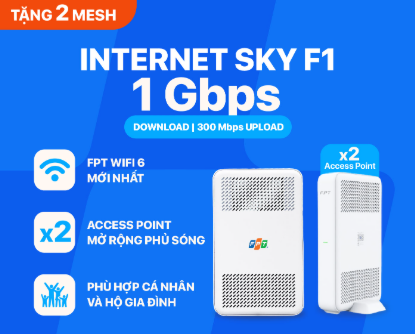 TẶNG 2 MESH
INTERNET SKY F1
1 Gbps
DOWNLOAD | 300 Mbps UPLOAD
FPT WIFI 6
MỚI NHẤT
x2
ACCESS POINT
MỞ RỘNG PHỦ SÓNG
PHÙ HỢP CÁ NHÂN
VÀ HỘ GIA ĐÌNH
x2
Access Point
FPT
FPT